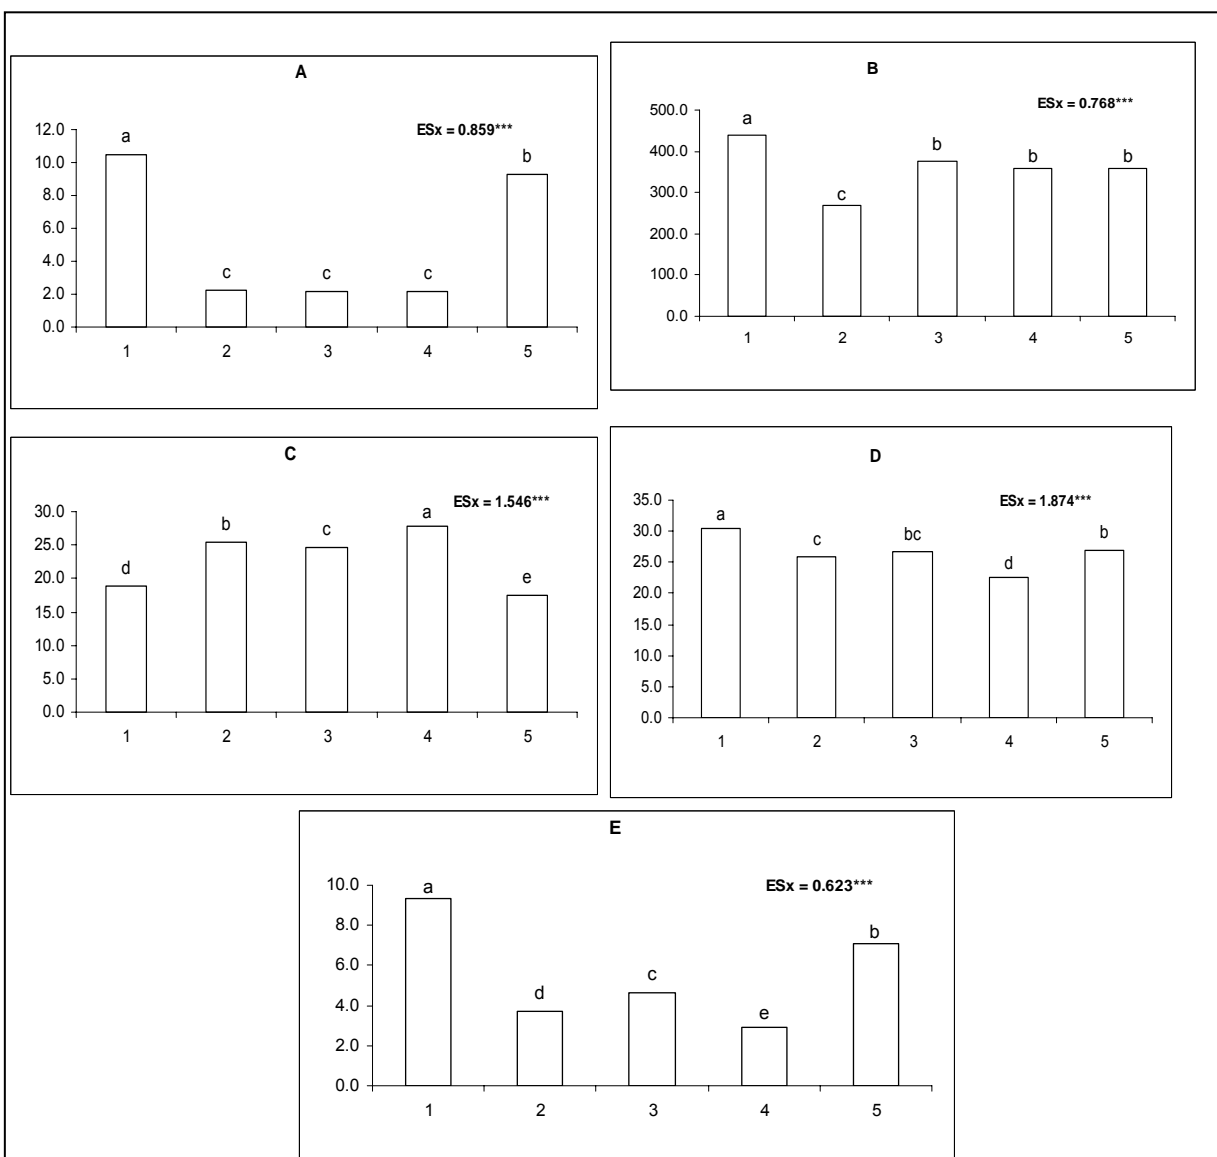 A
ESx = 0.859***
12.0
10.0
8.0
6.0
4.0
2.0
0.0
a
c
c
c
b
1 2 3 4 5
B
ESx = 0.768***
500.0
400.0
300.0
200.0
100.0
0.0
a
c
b
b
b
1 2 3 4 5
C
ESx = 1.546***
30.0
25.0
20.0
15.0
10.0
5.0
0.0
d
b
c
a
e
1 2 3 4 5
D
ESx = 1.874***
35.0
30.0
25.0
20.0
15.0
10.0
5.0
0.0
a
c
bc
d
b
1 2 3 4 5
E
ESx = 0.623***
10.0
8.0
6.0
4.0
2.0
0.0
a
d
c
e
b
1 2 3 4 5